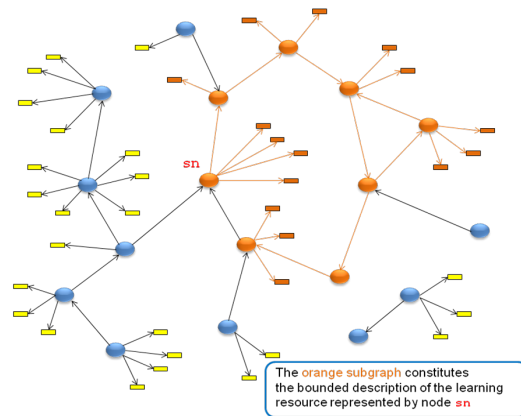 sn
The orange subgraph constitutes
the bounded description of the learning
resource represented by node sn